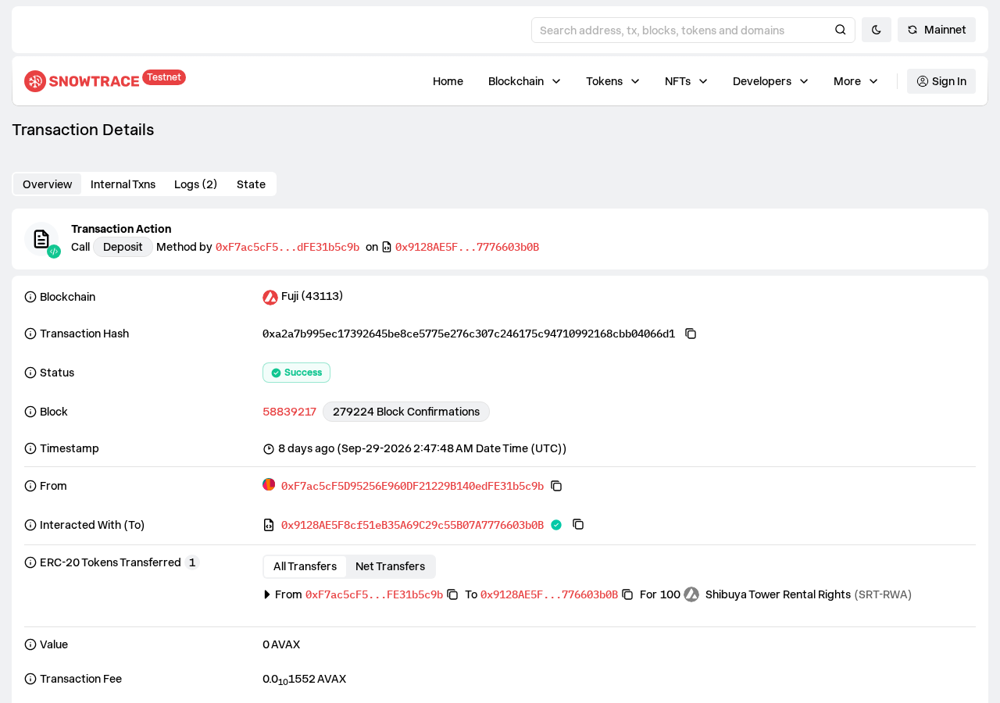 Search address, tx, blocks, tokens and domains
Mainnet
SNOWTRACE Testnet
Home Blockchain Tokens NFTs Developers More Sign In
Transaction Details
Overview Internal Txns Logs (2) State
Transaction Action
Call Deposit Method by 0xF7ac5cF5...dFE31b5c9b on 0x9128AE5F...7776603b0B
Blockchain Fuji (43113)
Transaction Hash 0xa2a7b995ec17392645be8ce5775e276c307c246175c94710992168cbb04066d1
Status Success
Block 58839217 279224 Block Confirmations
Timestamp 8 days ago (Sep-29-2026 2:47:48 AM Date Time (UTC))
From 0xF7ac5cF5D95256E960DF21229B140edFE31b5c9b
Interacted With (To) 0x9128AE5F8cf51eB35A69C29c55B07A7776603b0B
ERC-20 Tokens Transferred 1 All Transfers Net Transfers
From 0xF7ac5cF5...FE31b5c9b To 0x9128AE5F...776603b0B For 100 Shibuya Tower Rental Rights (SRT-RWA)
Value 0 AVAX
Transaction Fee 0.0₁₀1552 AVAX